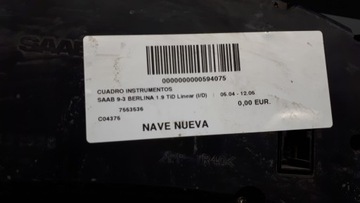 SAAB
0000000000594075
CUADRO INSTRUMENTOS
SAAB 9-3 BERLINA 1.9 TiD Linear (I/D) : 05.04 - 12.06
7553536 0,00 EUR.
C04375
NAVE NUEVA